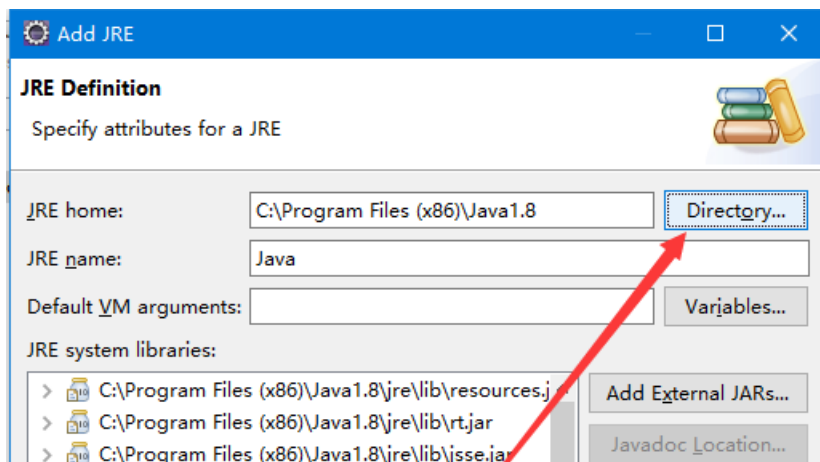 Add JRE
JRE Definition
Specify attributes for a JRE
JRE home: C:\Program Files (x86)\Java1.8 Directory...
JRE name: Java
Default VM arguments: Variables...
JRE system libraries:
C:\Program Files (x86)\Java1.8\jre\lib\resources.j Add External JARs...
C:\Program Files (x86)\Java1.8\jre\lib\rt.jar
C:\Program Files (x86)\Java1.8\jre\lib\jsse.jar Javadoc Location...